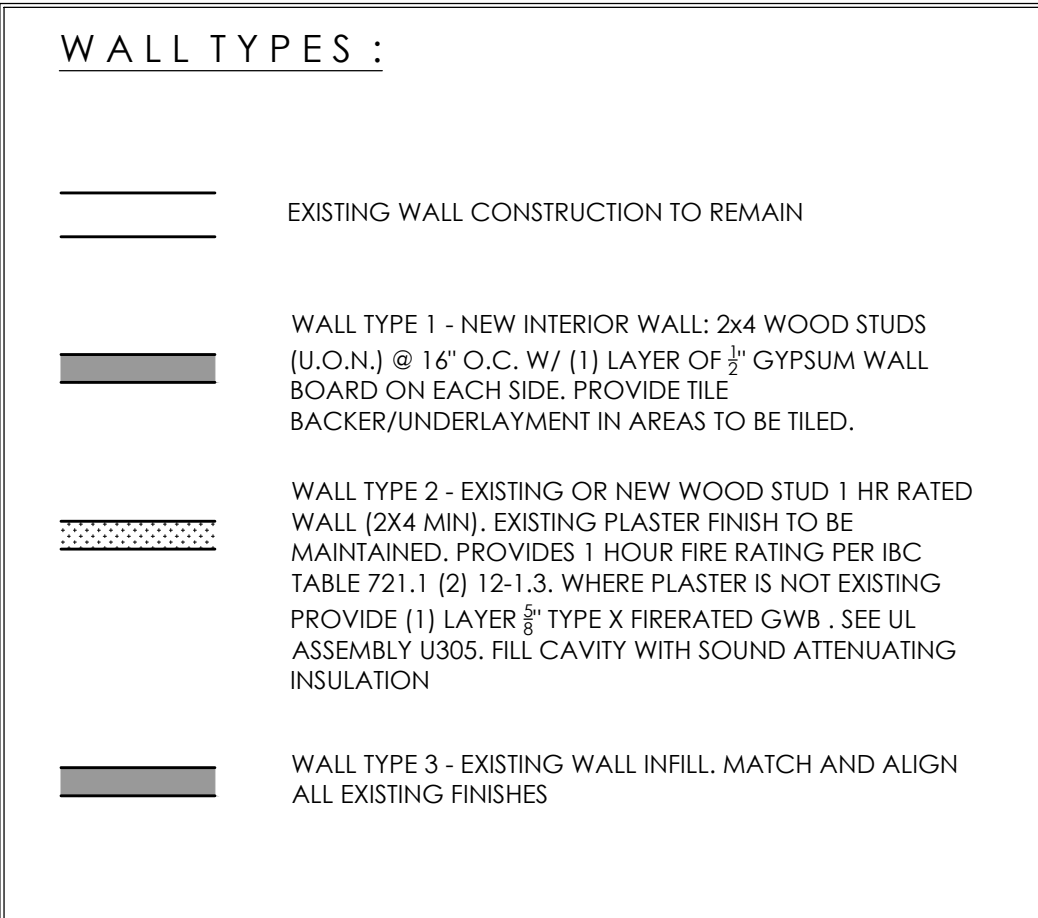 WALL TYPES :
EXISTING WALL CONSTRUCTION TO REMAIN
WALL TYPE 1 - NEW INTERIOR WALL: 2x4 WOOD STUDS
(U.O.N.) @ 16" O.C. W/ (1) LAYER OF 1/2" GYPSUM WALL
BOARD ON EACH SIDE. PROVIDE TILE
BACKER/UNDERLAYMENT IN AREAS TO BE TILED.
WALL TYPE 2 - EXISTING OR NEW WOOD STUD 1 HR RATED
WALL (2X4 MIN). EXISTING PLASTER FINISH TO BE
MAINTAINED. PROVIDES 1 HOUR FIRE RATING PER IBC
TABLE 721.1 (2) 12-1.3. WHERE PLASTER IS NOT EXISTING
PROVIDE (1) LAYER 5/8" TYPE X FIRERATED GWB . SEE UL
ASSEMBLY U305. FILL CAVITY WITH SOUND ATTENUATING
INSULATION
WALL TYPE 3 - EXISTING WALL INFILL. MATCH AND ALIGN
ALL EXISTING FINISHES